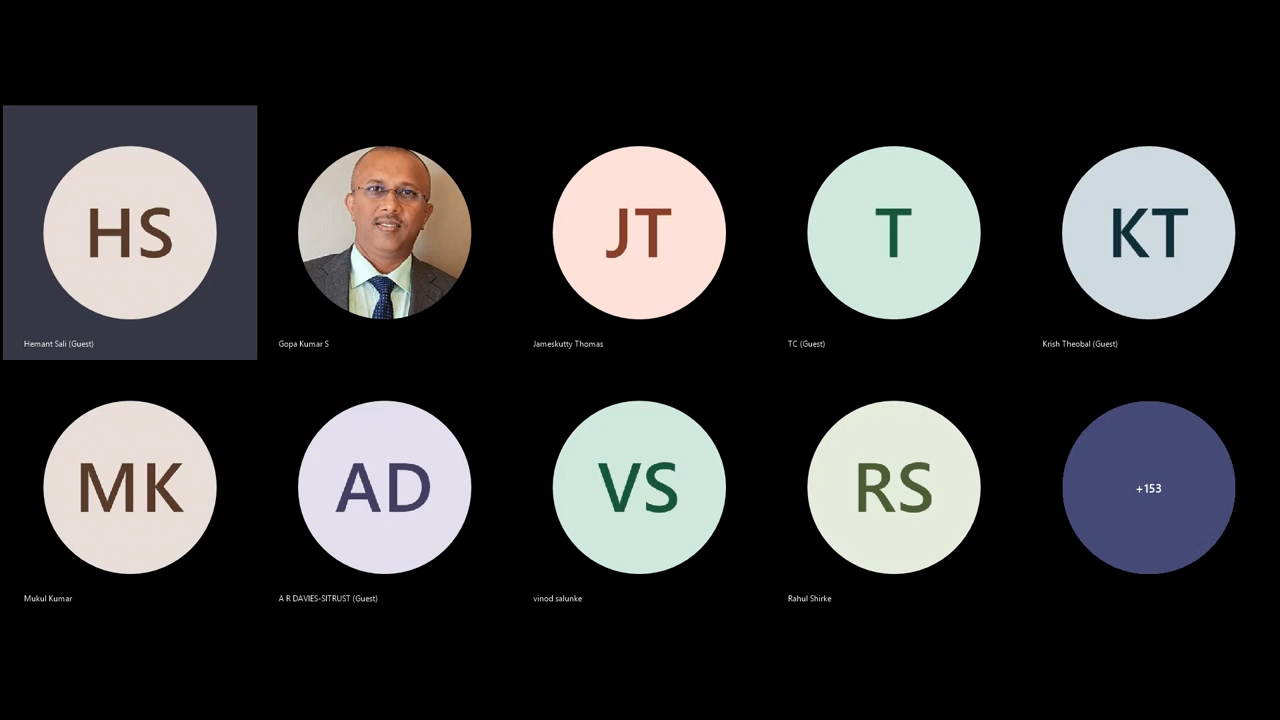 HS
JT
T
KT
Hemant Sali (Guest)
Gopa Kumar S
Jameskutty Thomas
TC (Guest)
Krish Theobal (Guest)
MK
AD
VS
RS
+153
Mukul Kumar
A R DAVIES-SITRUST (Guest)
vinod salunke
Rahul Shirke